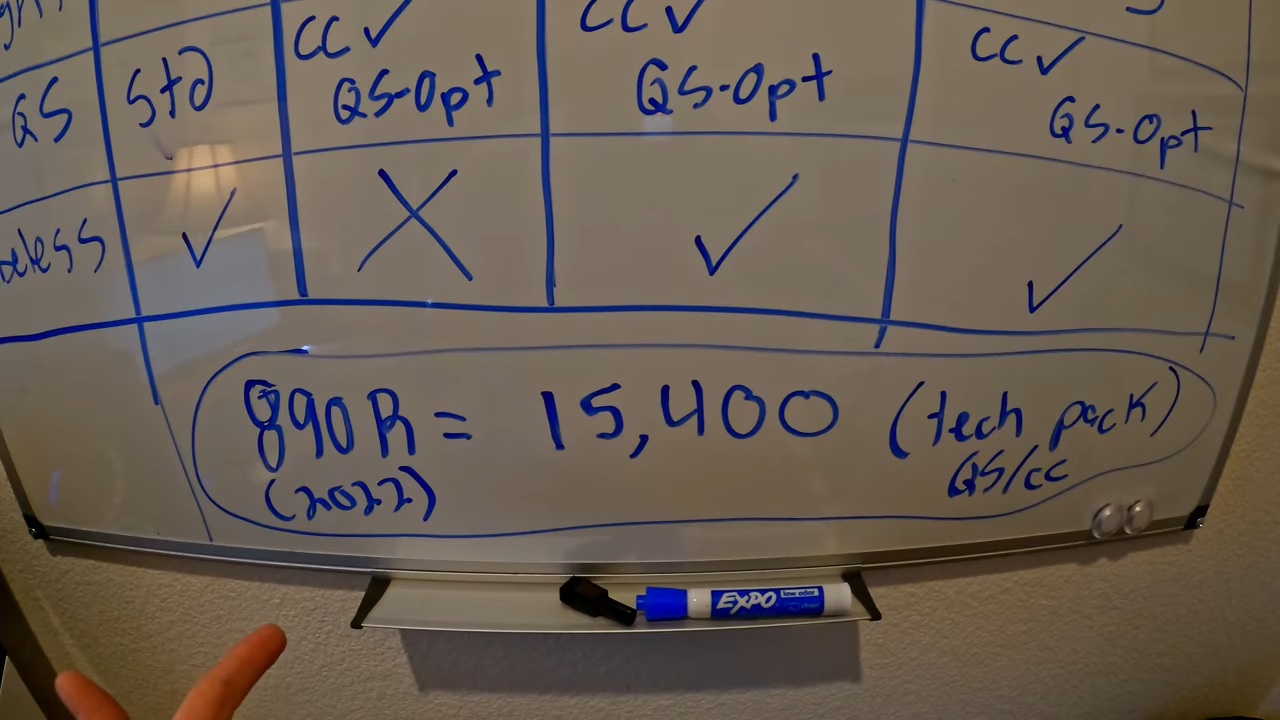 CC ✓ CC ✓ CC ✓
QS Std QS-Opt QS-Opt QS-Opt
✓ X ✓ ✓
890R = 15,400 (tech pack)
(2022) QS/CC
EXPO low odor